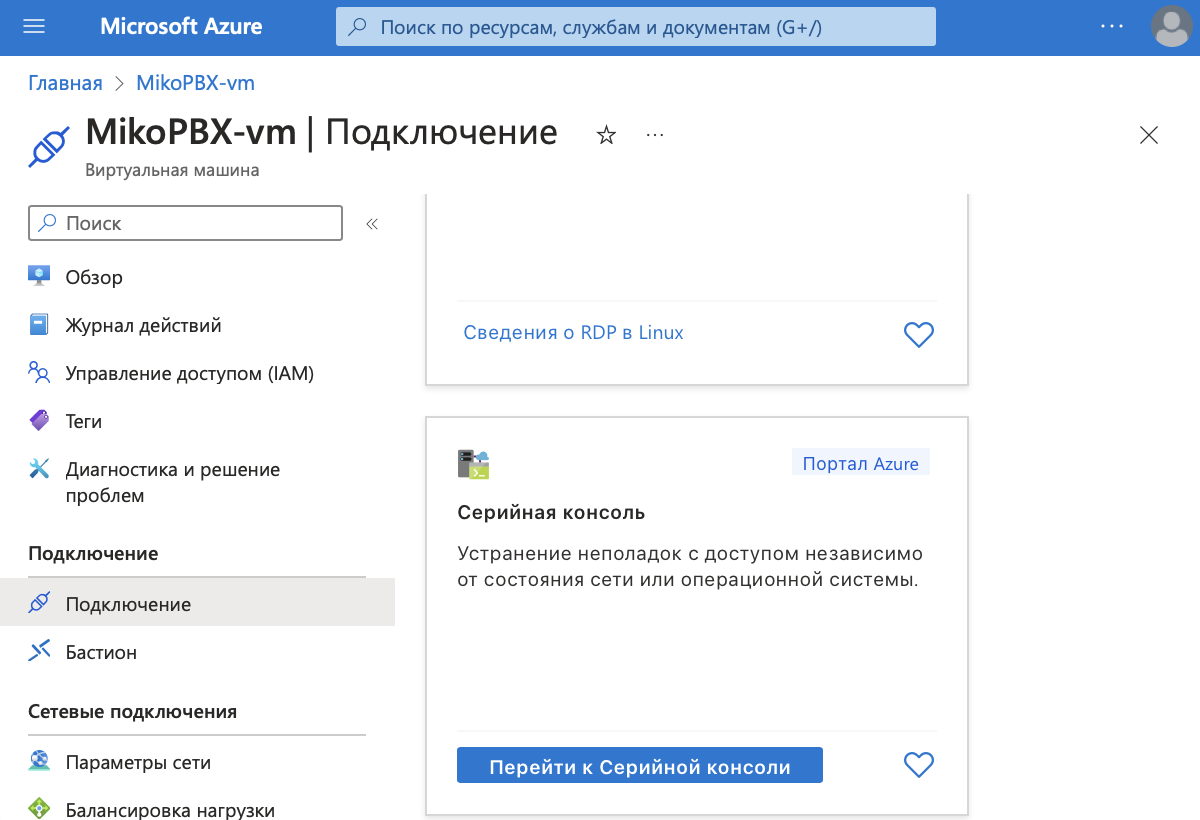 Microsoft Azure
Поиск по ресурсам, службам и документам (G+/)
Главная > MikoPBX-vm
MikoPBX-vm | Подключение
Виртуальная машина
Поиск
Обзор
Журнал действий
Управление доступом (IAM)
Теги
Диагностика и решение
проблем
Подключение
Подключение
Бастион
Сетевые подключения
Параметры сети
Балансировка нагрузки
Сведения о RDP в Linux
Портал Azure
Серийная консоль
Устранение неполадок с доступом независимо
от состояния сети или операционной системы.
Перейти к Серийной консоли